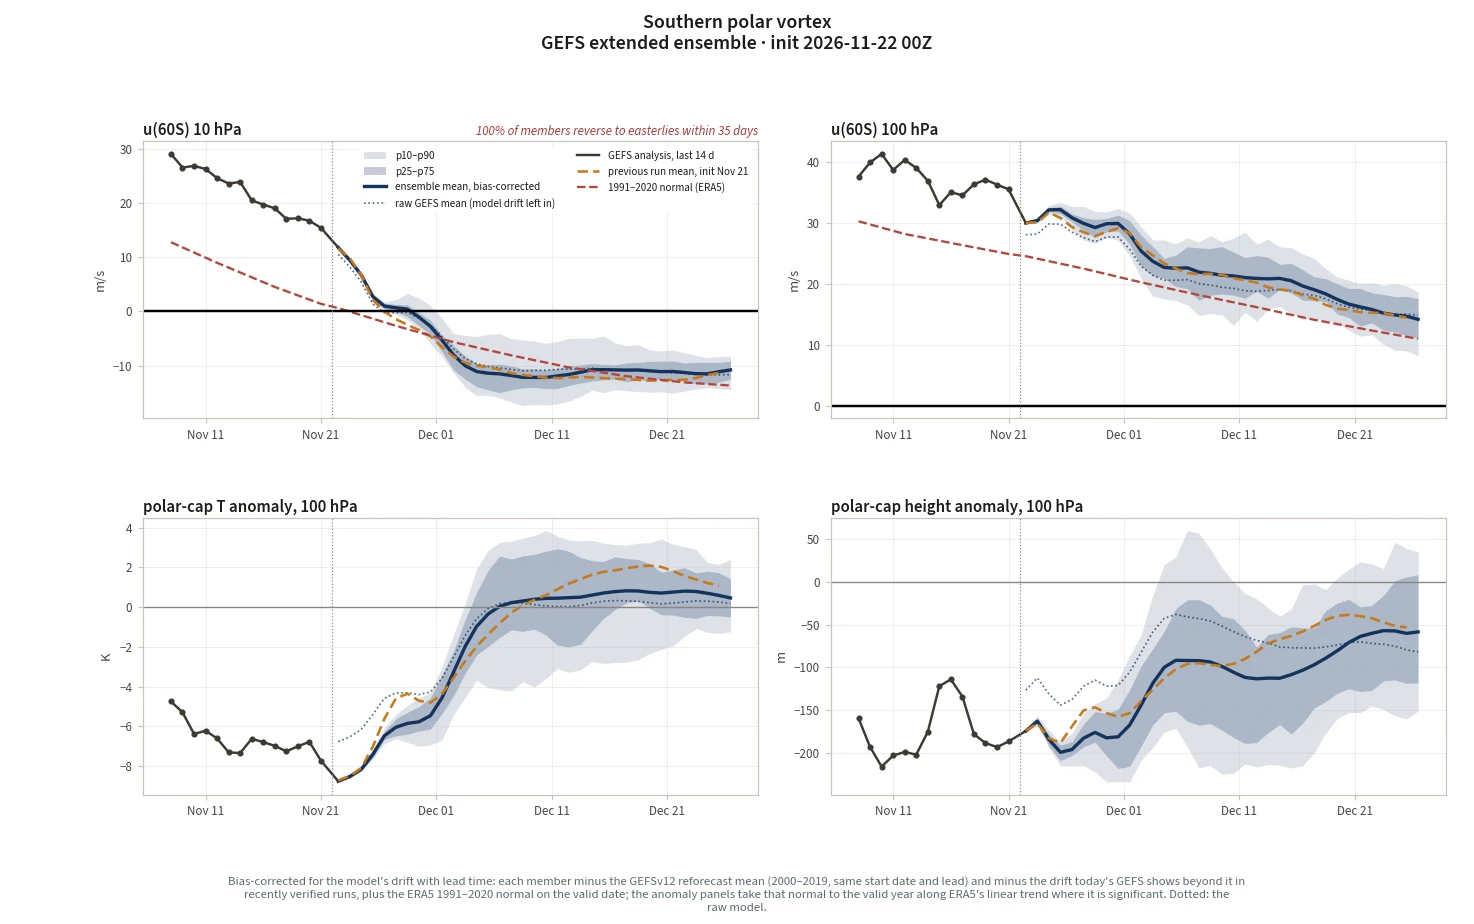 Southern polar vortex
GEFS extended ensemble · init 2026-11-22 00Z
u(60S) 10 hPa
100% of members reverse to easterlies within 35 days
30
20
10
0
−10
m/s
p10–p90
p25–p75
ensemble mean, bias-corrected
raw GEFS mean (model drift left in)
GEFS analysis, last 14 d
previous run mean, init Nov 21
1991–2020 normal (ERA5)
Nov 11
Nov 21
Dec 01
Dec 11
Dec 21
u(60S) 100 hPa
40
30
20
10
0
m/s
Nov 11
Nov 21
Dec 01
Dec 11
Dec 21
polar-cap T anomaly, 100 hPa
4
2
0
−2
−4
−6
−8
K
Nov 11
Nov 21
Dec 01
Dec 11
Dec 21
polar-cap height anomaly, 100 hPa
50
0
−50
−100
−150
−200
m
Nov 11
Nov 21
Dec 01
Dec 11
Dec 21
Bias-corrected for the model's drift with lead time: each member minus the GEFSv12 reforecast mean (2000–2019, same start date and lead) and minus the drift today's GEFS shows beyond it in
recently verified runs, plus the ERA5 1991–2020 normal on the valid date; the anomaly panels take that normal to the valid year along ERA5's linear trend where it is significant. Dotted: the
raw model.